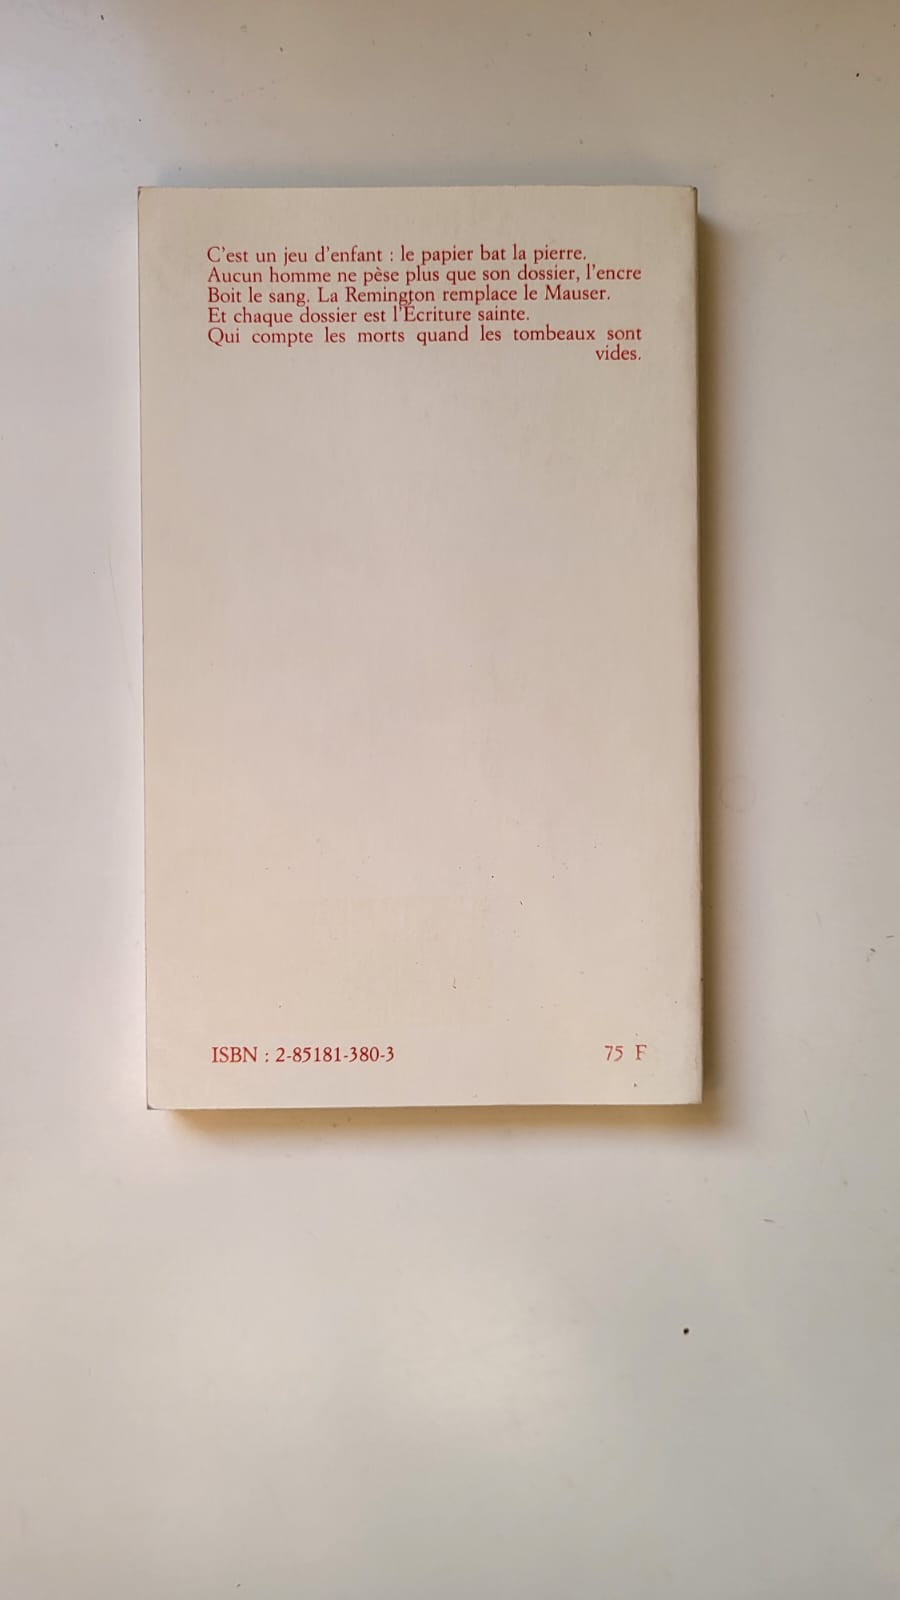 C'est un jeu d'enfant : le papier bat la pierre.
Aucun homme ne pèse plus que son dossier, l'encre
Boit le sang. La Remington remplace le Mauser.
Et chaque dossier est l'Écriture sainte.
Qui compte les morts quand les tombeaux sont
vides.
ISBN : 2-85181-380-3
75 F